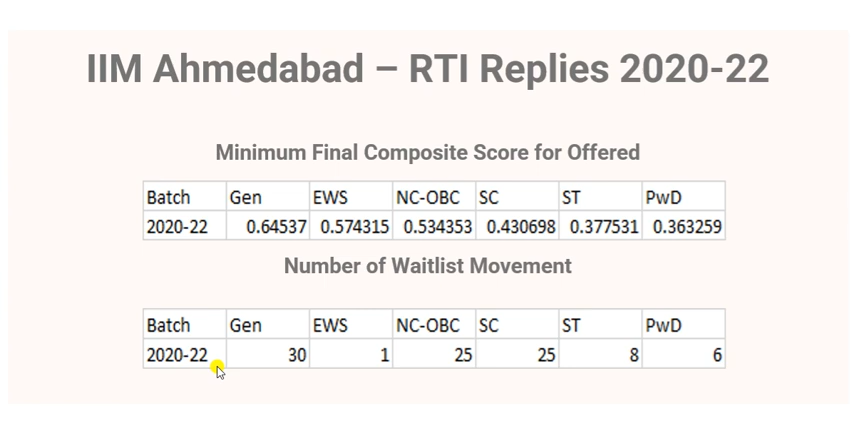 IIM Ahmedabad – RTI Replies 2020-22
Minimum Final Composite Score for Offered
Batch Gen EWS NC-OBC SC ST PwD
2020-22 0.64537 0.574315 0.534353 0.430698 0.377531 0.363259
Number of Waitlist Movement
Batch Gen EWS NC-OBC SC ST PwD
2020-22 30 1 25 25 8 6